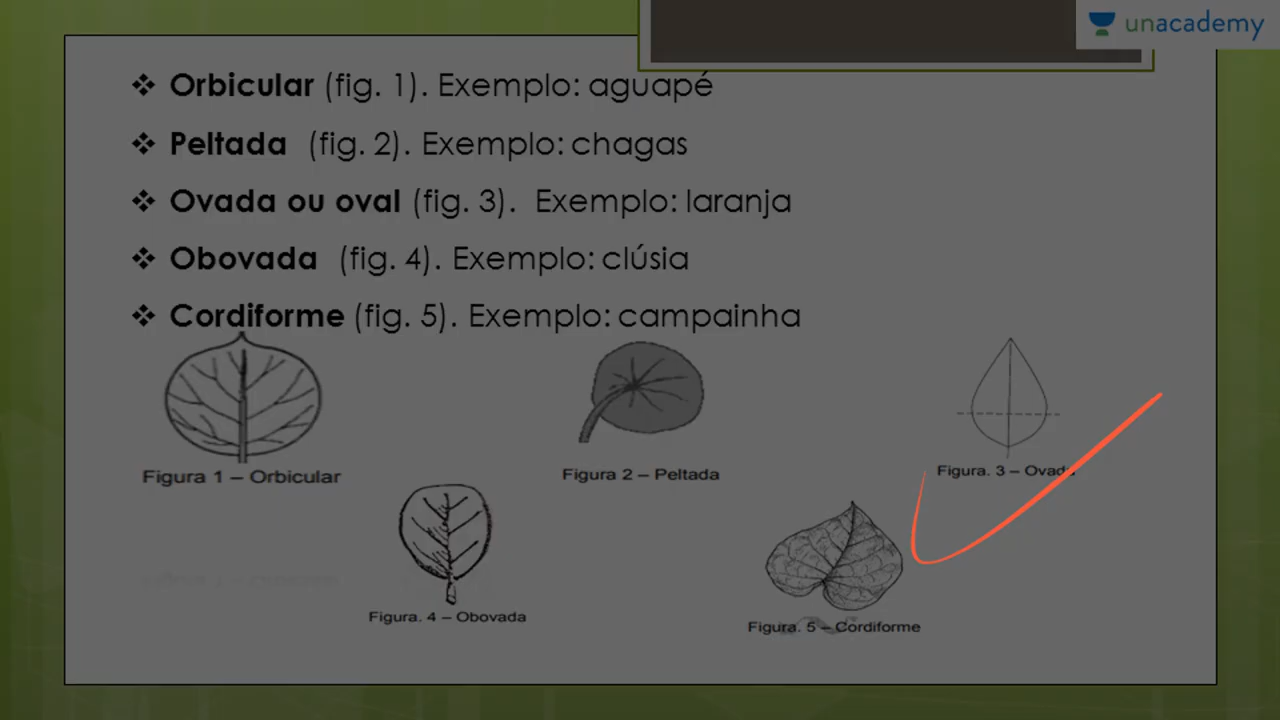 unacademy
❖ Orbicular (fig. 1). Exemplo: aguapé
❖ Peltada (fig. 2). Exemplo: chagas
❖ Ovada ou oval (fig. 3). Exemplo: laranja
❖ Obovada (fig. 4). Exemplo: clúsia
❖ Cordiforme (fig. 5). Exemplo: campainha
Figura 1 – Orbicular
Figura 2 – Peltada
Figura. 3 – Ovada
Figura. 4 – Obovada
Figura. 5 – Cordiforme